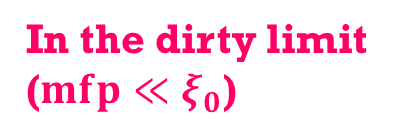 In the dirty limit
(mfp ≪ ξ₀)